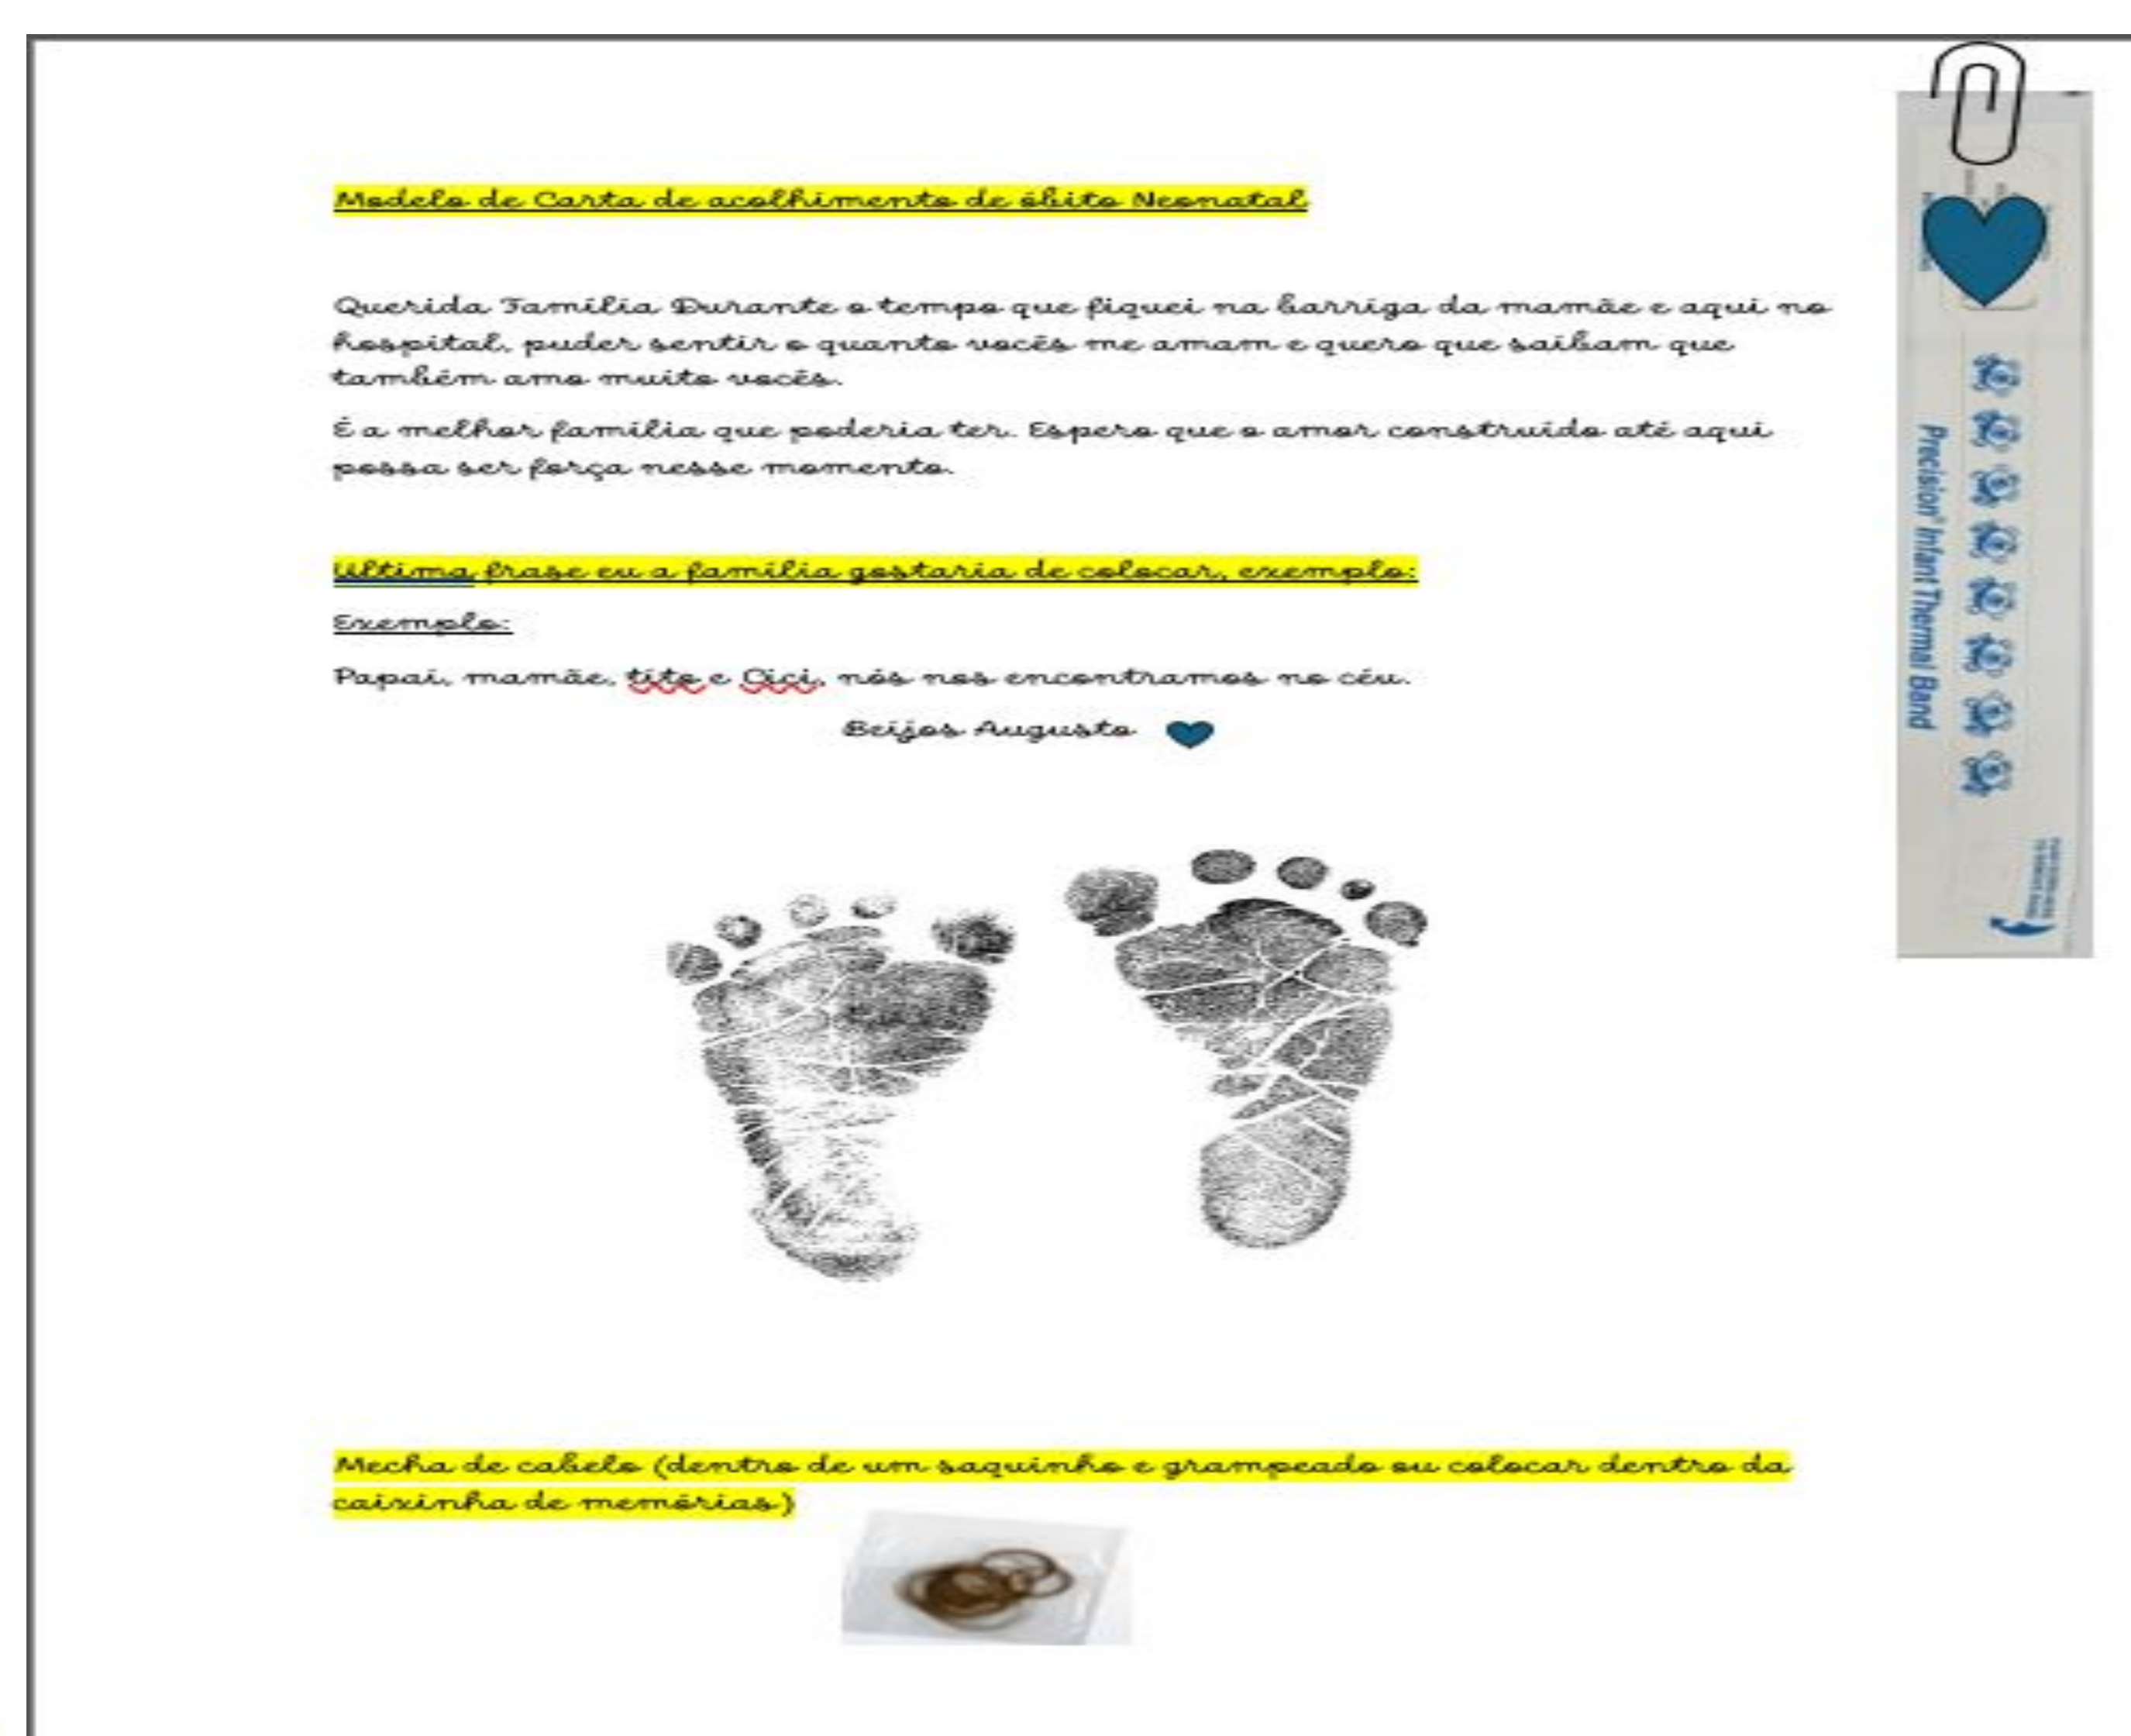 Modelo de Carta de acolhimento de óbito Neonatal
Querida Família Durante o tempo que fiquei na barriga da mamãe e aqui no
hospital, puder sentir o quanto vocês me amam e quero que saibam que
também amo muito vocês.
É a melhor família que poderia ter. Espero que o amor construído até aqui
possa ser força nesse momento.
Ultima frase eu a família gostaria de colocar, exemplo:
Exemplo:
Papai, mamãe, tito e Cici, nós nos encontramos no céu.
Beijos Augusto
Mecha de cabelo (dentro de um saquinho e grampeado ou colocar dentro da
caixinha de memórias)
Precision® Infant Thermal Band